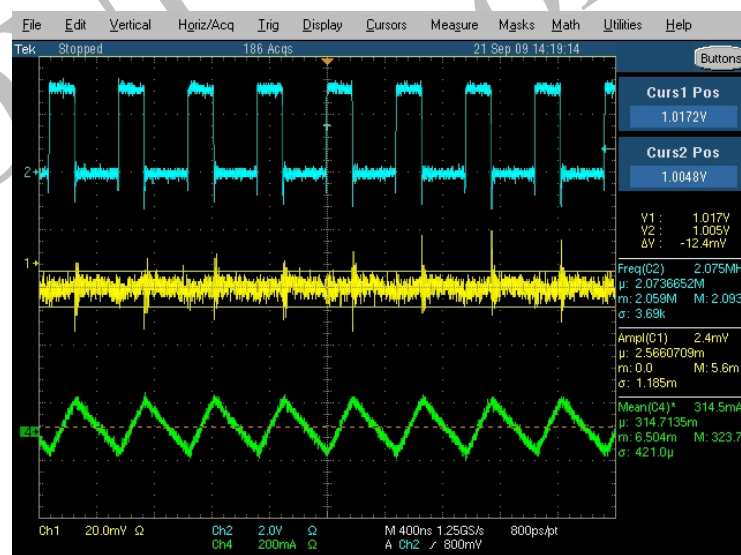 File Edit Vertical Horiz/Acq Trig Display Cursors Measure Masks Math Utilities Help
Tek Stopped 186 Acqs 21 Sep 09 14:19:14
Buttons
Curs1 Pos
1.0172V
Curs2 Pos
1.0048V
V1 : 1.017V
V2 : 1.005V
ΔV : -12.4mV
Freq(C2) 2.075MH
µ: 2.0736652M
m: 2.059M M: 2.093
σ: 3.69k
Ampl(C1) 2.4mV
µ: 2.5660709m
m: 0.0 M: 5.6m
σ: 1.185m
Mean(C4)* 314.5mA
µ: 314.7135m
m: 6.504m M: 323.7
σ: 421.0µ
2
1
4
Ch1 20.0mV Ω Ch2 2.0V Ω M 400ns 1.25GS/s 800ps/pt
Ch4 200mA Ω A Ch2 / 800mV